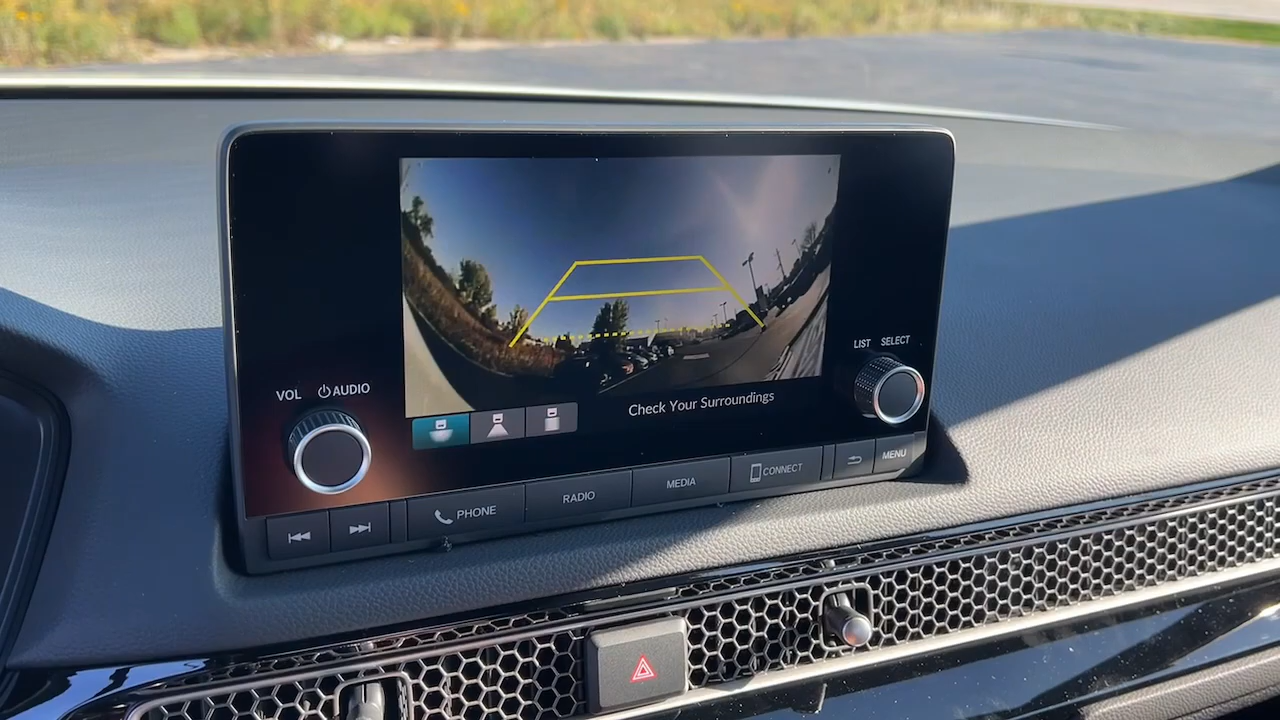 VOL AUDIO
LIST SELECT
Check Your Surroundings
PHONE
RADIO
MEDIA
CONNECT
MENU